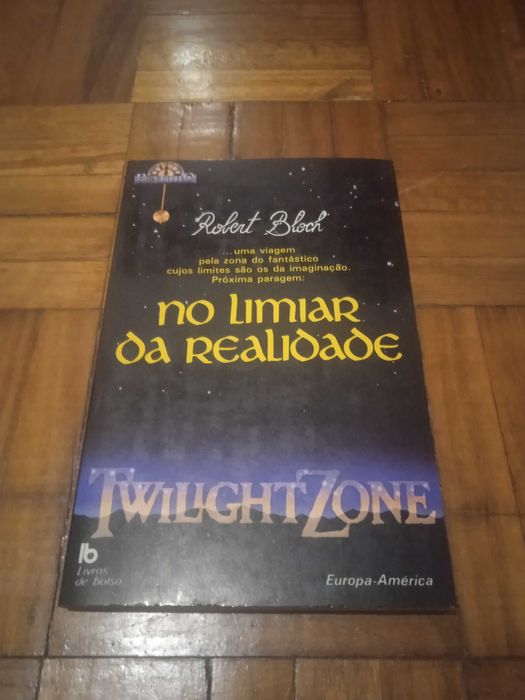 Robert Bloch
...uma viagem
pela zona do fantástico
cujos limites são os da imaginação.
Próxima paragem:
no limiar
da realidade
TWILIGHT ZONE
lb
Livros
de bolso
Europa-América